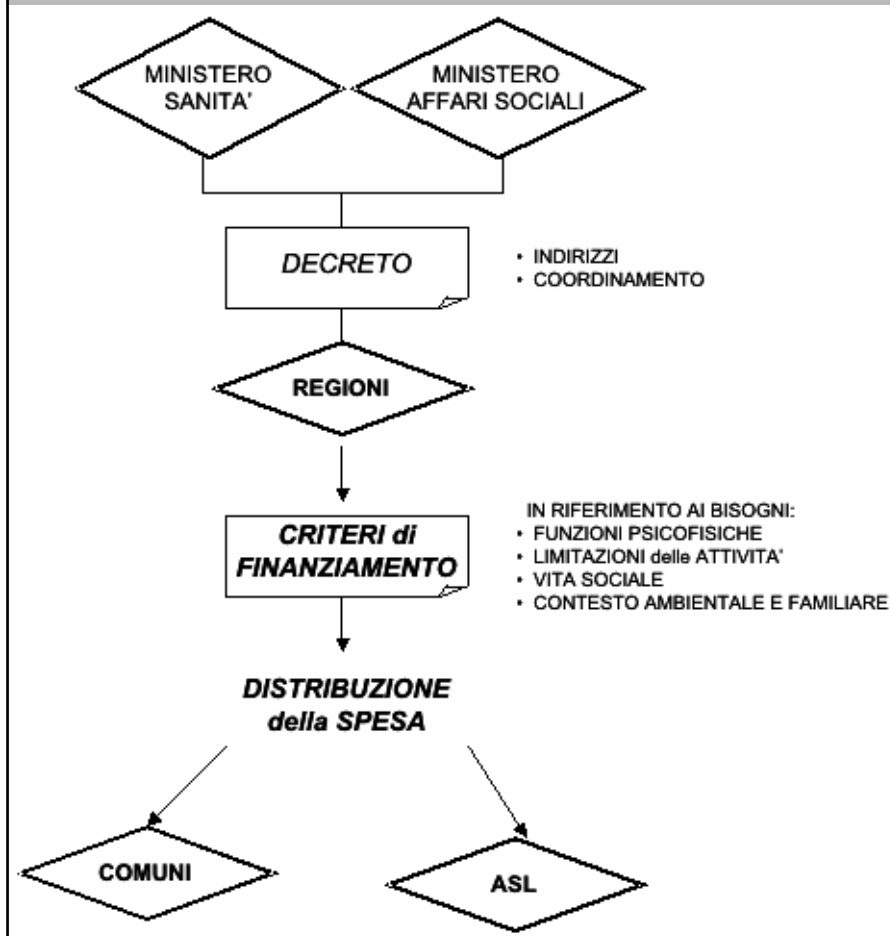 MINISTERO
SANITA'
MINISTERO
AFFARI SOCIALI
DECRETO
• INDIRIZZI
• COORDINAMENTO
REGIONI
CRITERI di
FINANZIAMENTO
IN RIFERIMENTO AI BISOGNI:
• FUNZIONI PSICOFISICHE
• LIMITAZIONI delle ATTIVITA'
• VITA SOCIALE
• CONTESTO AMBIENTALE E FAMILIARE
DISTRIBUZIONE
della SPESA
COMUNI
ASL